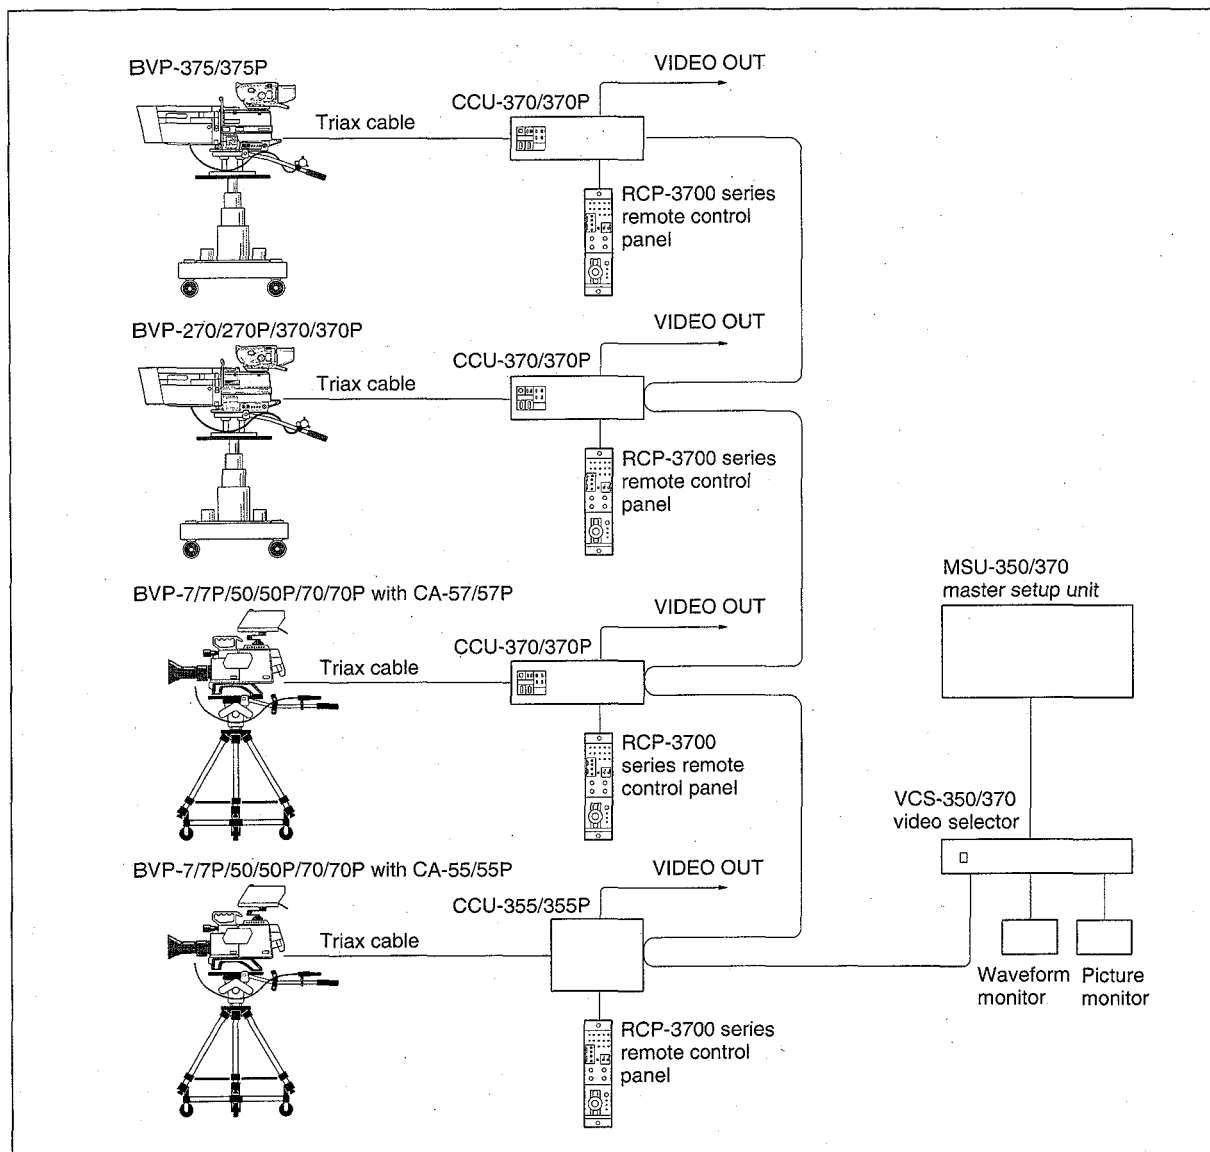 BVP-375/375P
VIDEO OUT
CCU-370/370P
Triax cable
RCP-3700 series
remote control
panel
BVP-270/270P/370/370P
VIDEO OUT
CCU-370/370P
Triax cable
RCP-3700 series
remote control
panel
BVP-7/7P/50/50P/70/70P with CA-57/57P
VIDEO OUT
CCU-370/370P
Triax cable
RCP-3700
series remote
control panel
MSU-350/370
master setup unit
VCS-350/370
video selector
Waveform
monitor
Picture
monitor
BVP-7/7P/50/50P/70/70P with CA-55/55P
VIDEO OUT
CCU-355/355P
Triax cable
RCP-3700 series
remote control
panel